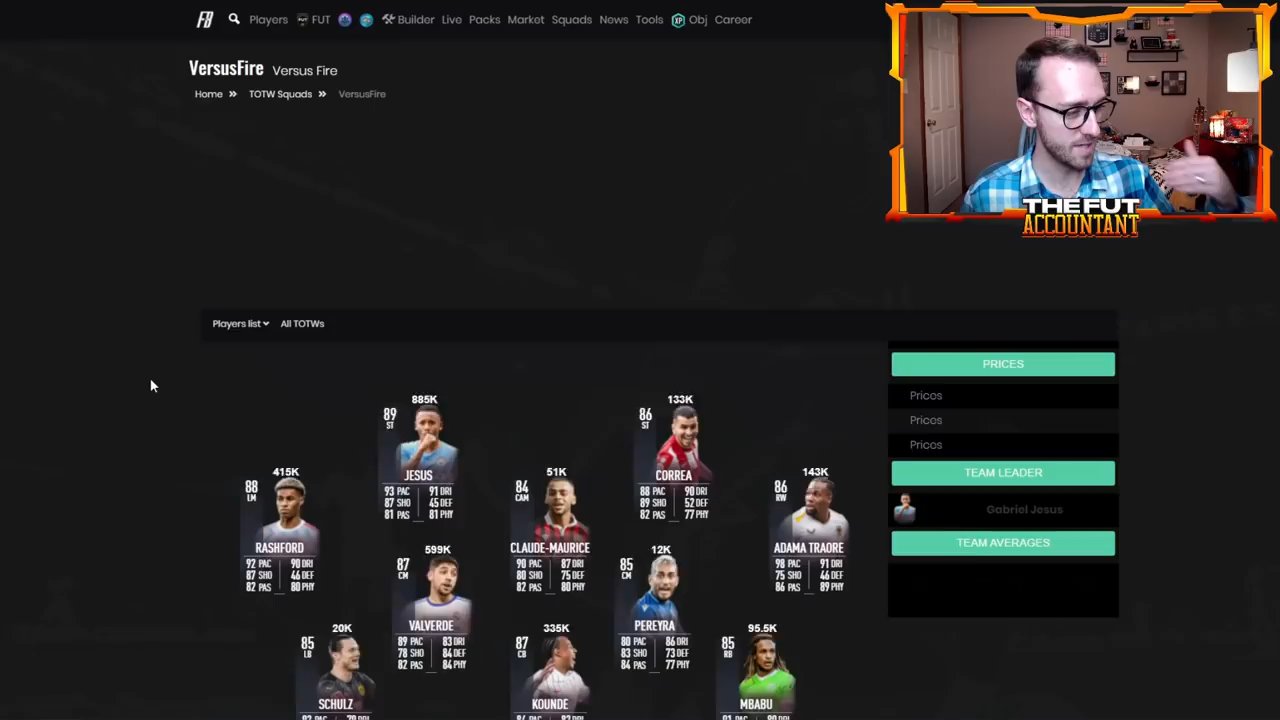 Players FUT Builder Live Packs Market Squads News Tools XP Obj Career
VersusFire Versus Fire
Home » TOTW Squads » VersusFire
THE FUT
ACCOUNTANT
Players list All TOTWs
PRICES
Prices
Prices
Prices
TEAM LEADER
Gabriel Jesus
TEAM AVERAGES
885K
89
ST
JESUS
93 PAC 91 DRI
87 SHO 45 DEF
81 PAS 81 PHY
133K
86
ST
CORREA
88 PAC 90 DRI
89 SHO 52 DEF
82 PAS 77 PHY
415K
88
LM
RASHFORD
92 PAC 90 DRI
87 SHO 46 DEF
82 PAS 80 PHY
51K
84
CAM
CLAUDE-MAURICE
90 PAC 87 DRI
80 SHO 75 DEF
82 PAS 80 PHY
143K
86
RW
ADAMA TRAORE
98 PAC 91 DRI
75 SHO 46 DEF
86 PAS 89 PHY
599K
87
CM
VALVERDE
89 PAC 83 DRI
78 SHO 84 DEF
82 PAS 84 PHY
12K
85
CM
PEREYRA
80 PAC 86 DRI
83 SHO 73 DEF
84 PAS 77 PHY
20K
85
LB
SCHULZ
335K
87
CB
KOUNDE
95.5K
85
RB
MBABU